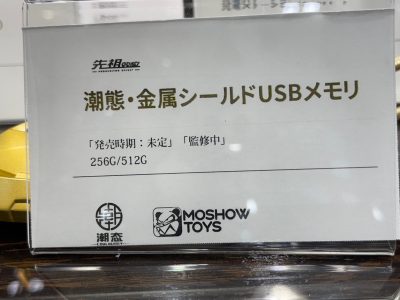 先祖
潮態・金属シールドUSBメモリ
「発売時期：未定」「監修中」
256G/512G
潮态
MOSHOW
TOYS